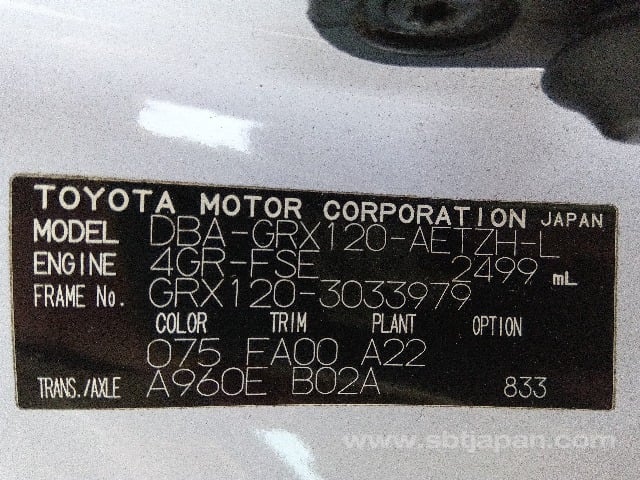 TOYOTA MOTOR CORPORATION JAPAN
MODEL DBA-GRX120-AETZH-L
ENGINE 4GR-FSE 2499 mL
FRAME No. GRX120-3033979
COLOR TRIM PLANT OPTION
075 FA00 A22
TRANS./AXLE A960E B02A 833
www.sbtjapan.com